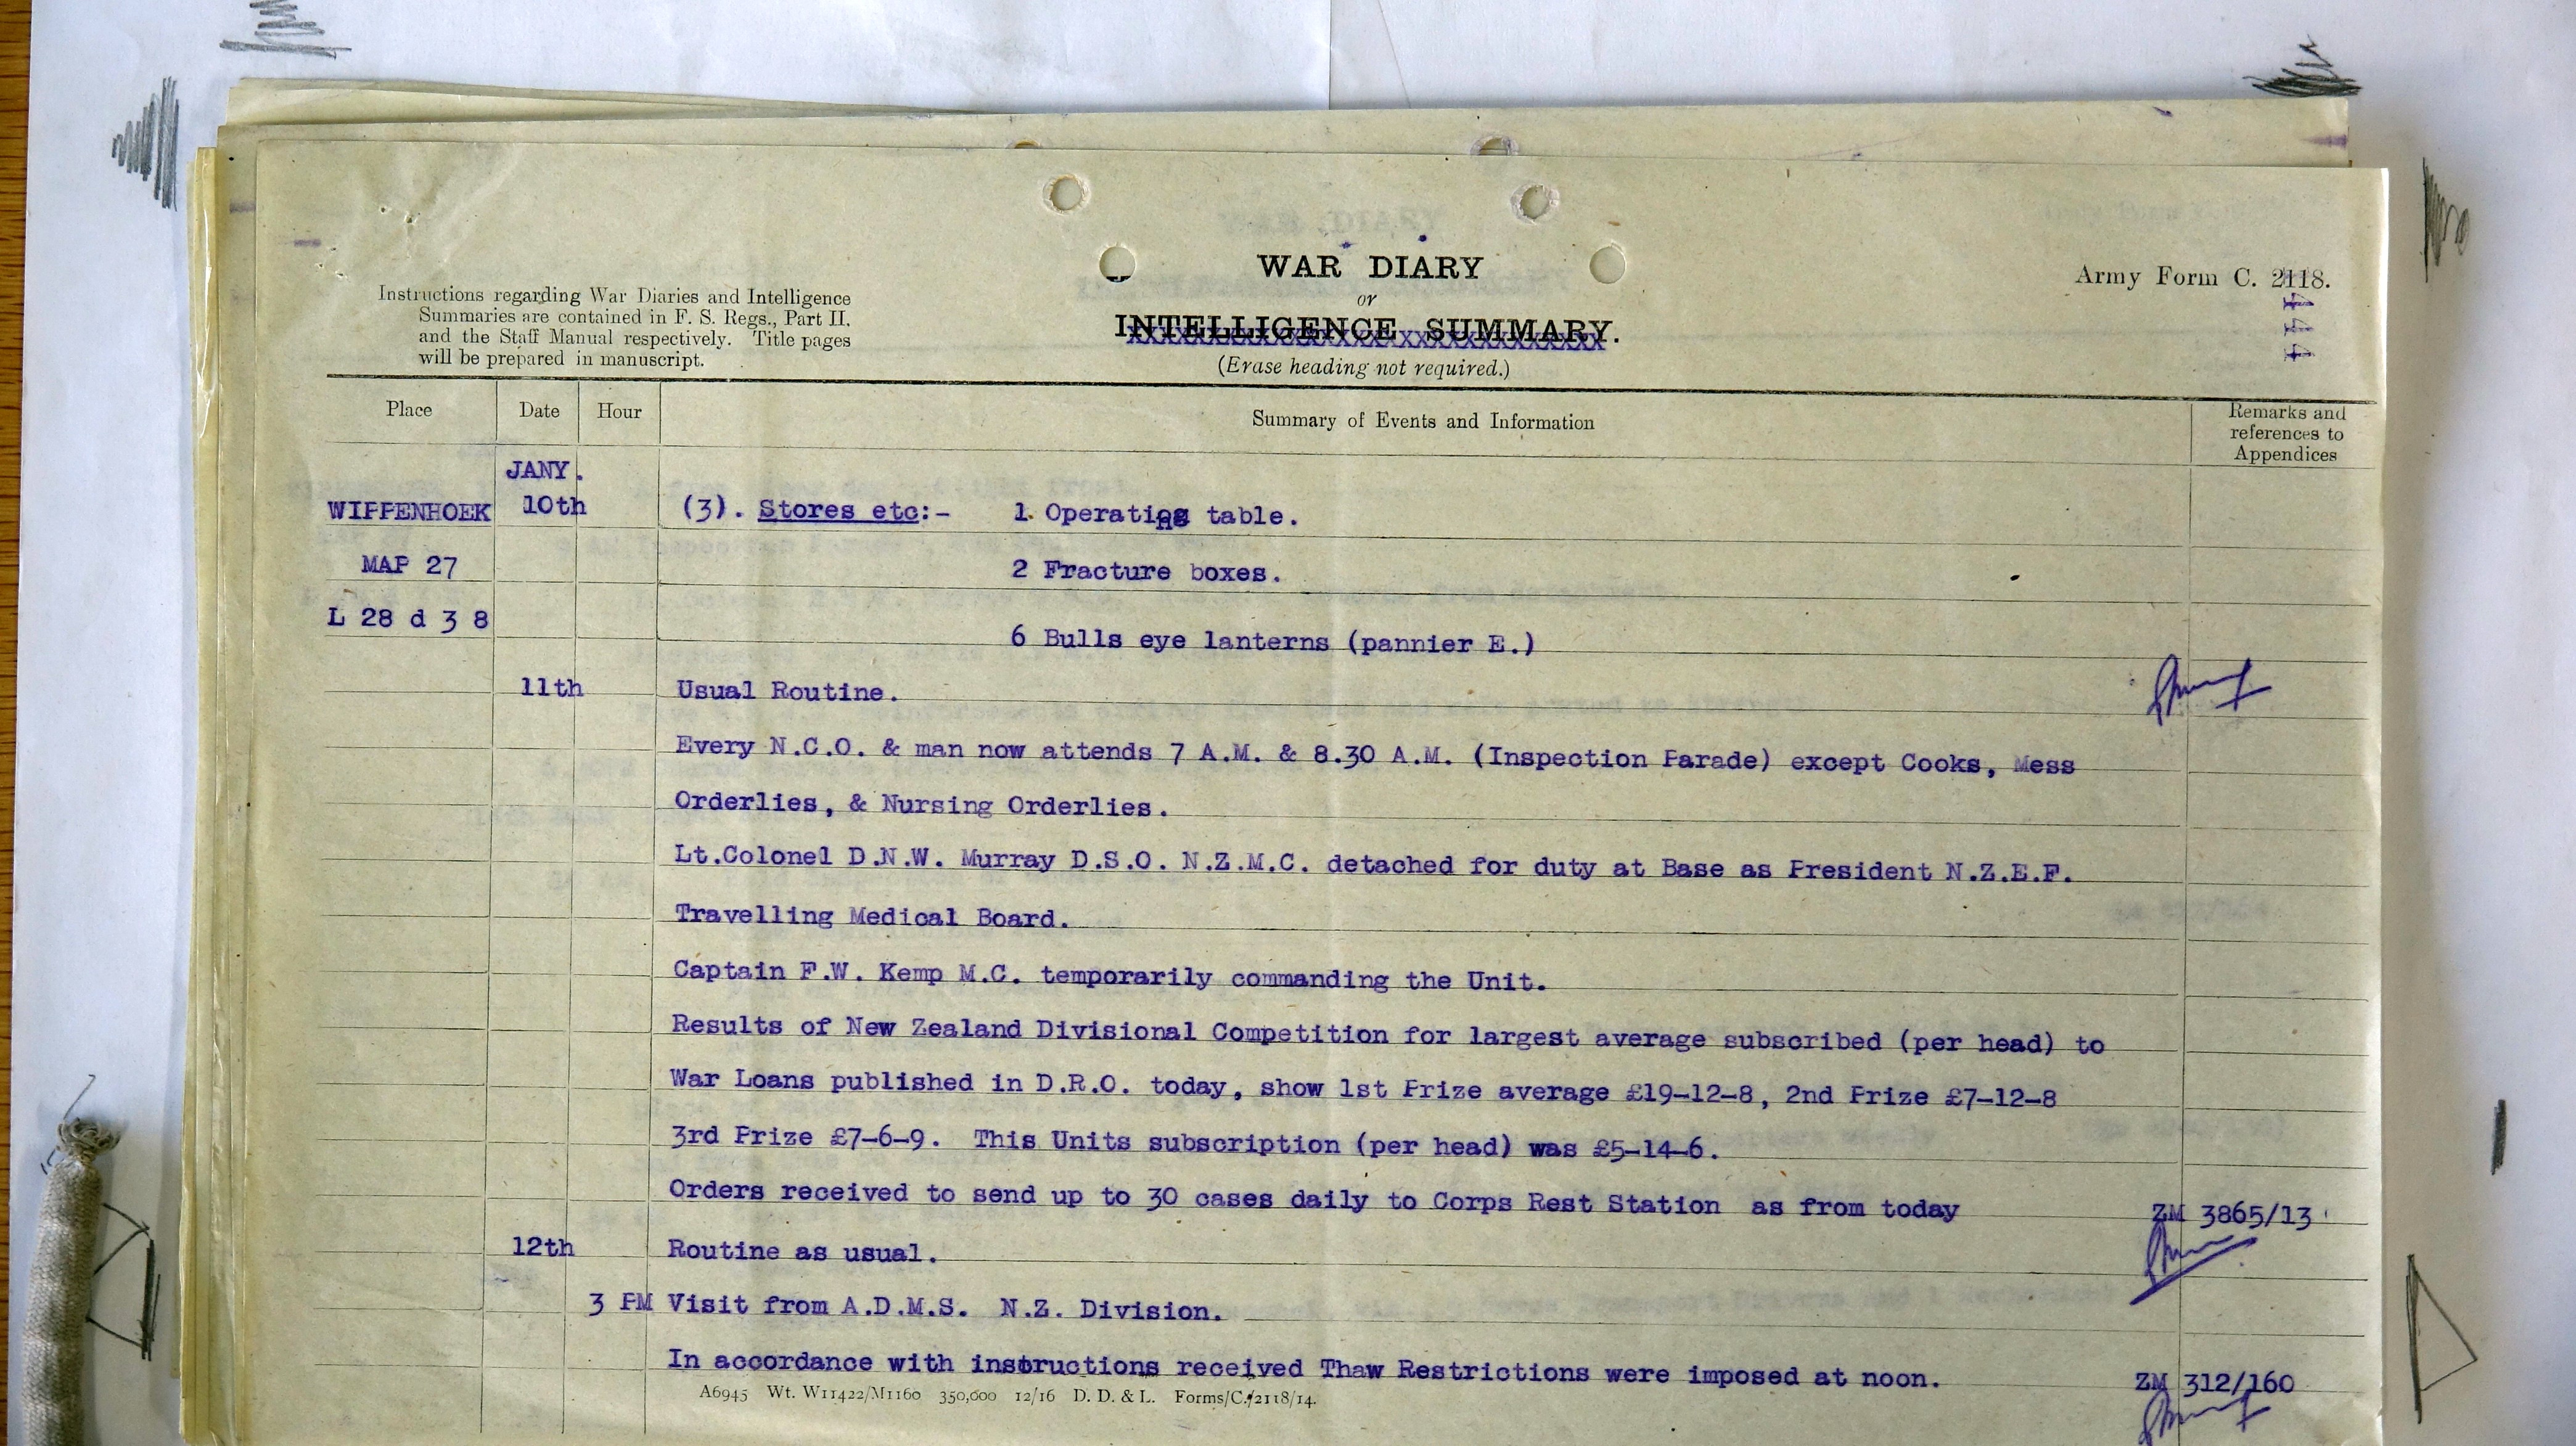 WAR DIARY
or
INTELLIGENCE SUMMARY.
(Erase heading not required.)
Army Form C. 2118.
Instructions regarding War Diaries and Intelligence
Summaries are contained in F. S. Regs., Part II.
and the Staff Manual respectively. Title pages
will be prepared in manuscript.
Place Date Hour Summary of Events and Information Remarks and
references to
Appendices
JANY.
WIPPENHOEK 10th (3). Stores etc:- 1 Operating table.
MAP 27 2 Fracture boxes.
L 28 d 3 8
6 Bulls eye lanterns (pannier E.)
11th Usual Routine.
Every N.C.O. & man now attends 7 A.M. & 8.30 A.M. (Inspection Parade) except Cooks, Mess
Orderlies, & Nursing Orderlies.
Lt.Colonel D.N.W. Murray D.S.O. N.Z.M.C. detached for duty at Base as President N.Z.E.F.
Travelling Medical Board.
Captain F.W. Kemp M.C. temporarily commanding the Unit.
Results of New Zealand Divisional Competition for largest average subscribed (per head) to
War Loans published in D.R.O. today, show 1st Prize average £19-12-8, 2nd Prize £7-12-8
3rd Prize £7-6-9. This Units subscription (per head) was £5-14-6.
Orders received to send up to 30 cases daily to Corps Rest Station as from today ZM 3865/13
12th Routine as usual.
3 PM Visit from A.D.M.S. N.Z. Division.
In accordance with instructions received Thaw Restrictions were imposed at noon. ZM 312/160
A6945 Wt. W11422/M1160 350,000 12/16 D. D. & L. Forms/C./2118/14.